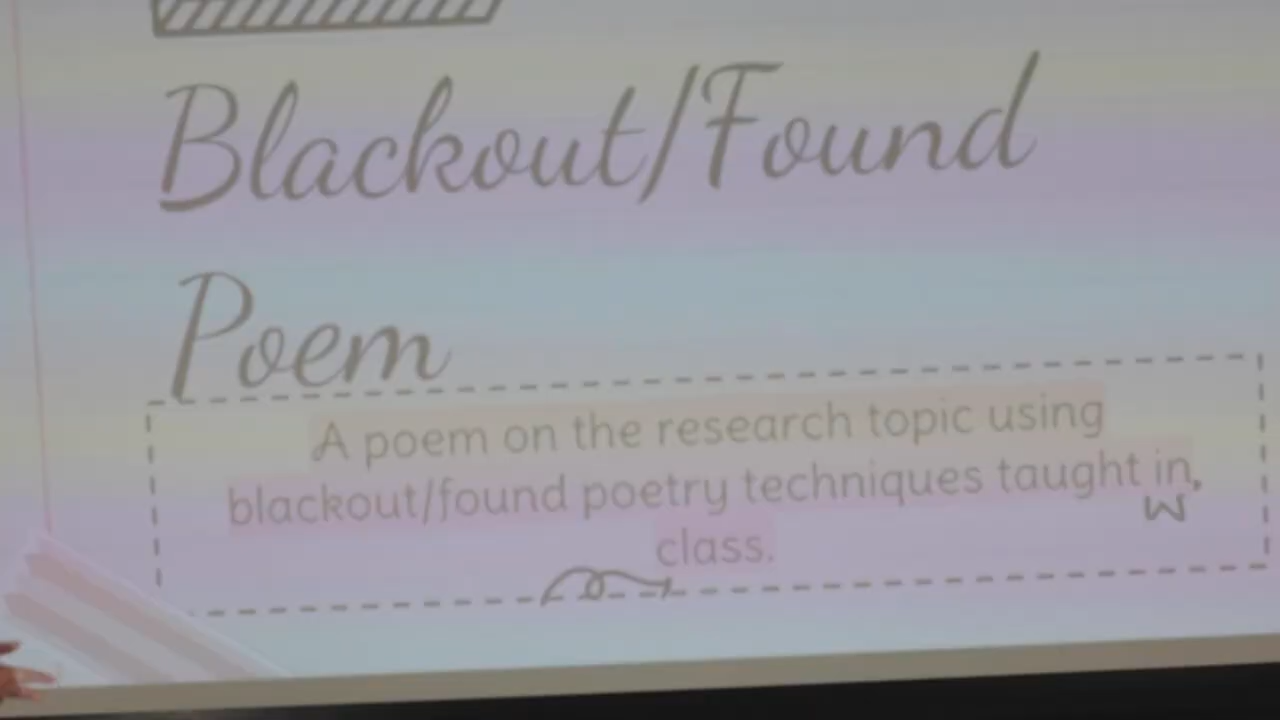 Blackout/Found
Poem
A poem on the research topic using
blackout/found poetry techniques taught in
class.